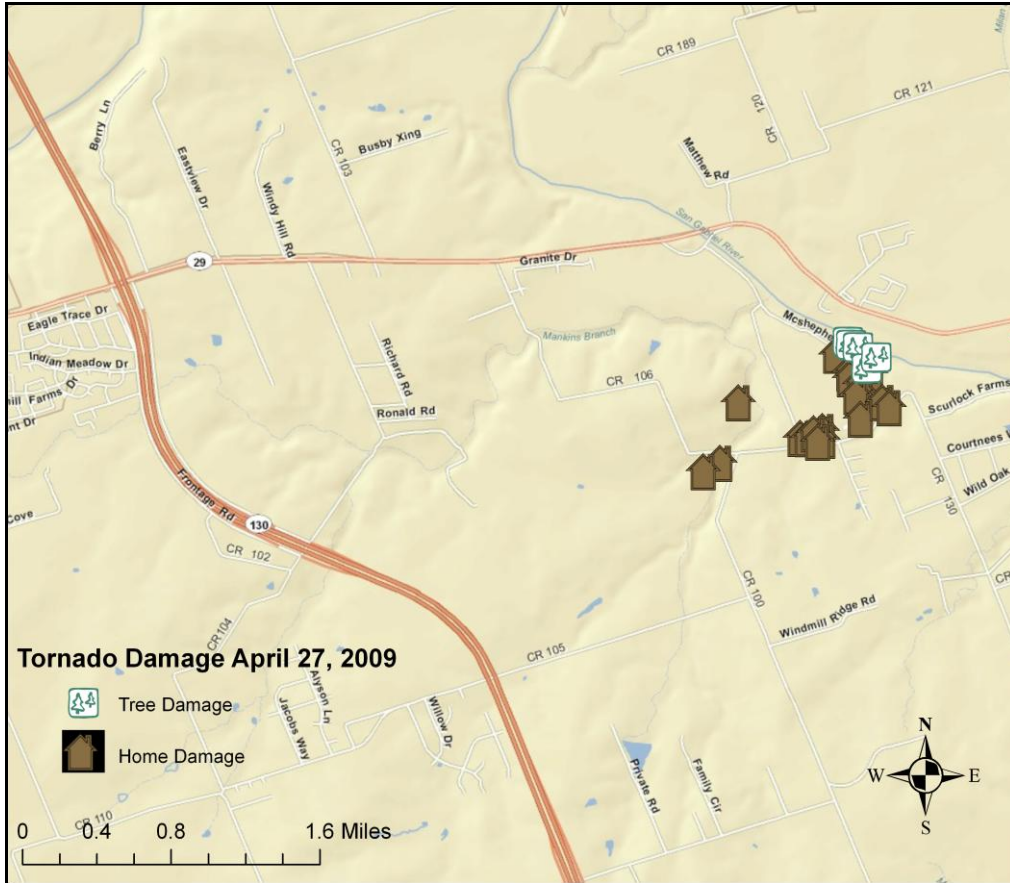 CR 189
CR 121
CR 120
Berry Ln
Eastview Dr
Busby Xing
CR 103
Matthew Rd
Windy Hill Rd
San Gabriel River
29
Granite Dr
Eagle Trace Dr
Mankins Branch
Indian Meadow Dr
Richard Rd
Farms Dr
CR 106
Ronald Rd
Scurlock Farms
Courtnees
Wild Oak
CR 130
Frontage Rd
130
Cove
CR 102
CR 100
Windmill Ridge Rd
CR104
CR 105
Tornado Damage April 27, 2009
Tree Damage
Home Damage
Alyson Ln
Jacobs Way
Willow Dr
Private Rd
Family Cir
CR 110
N
W E
S
0 0.4 0.8 1.6 Miles